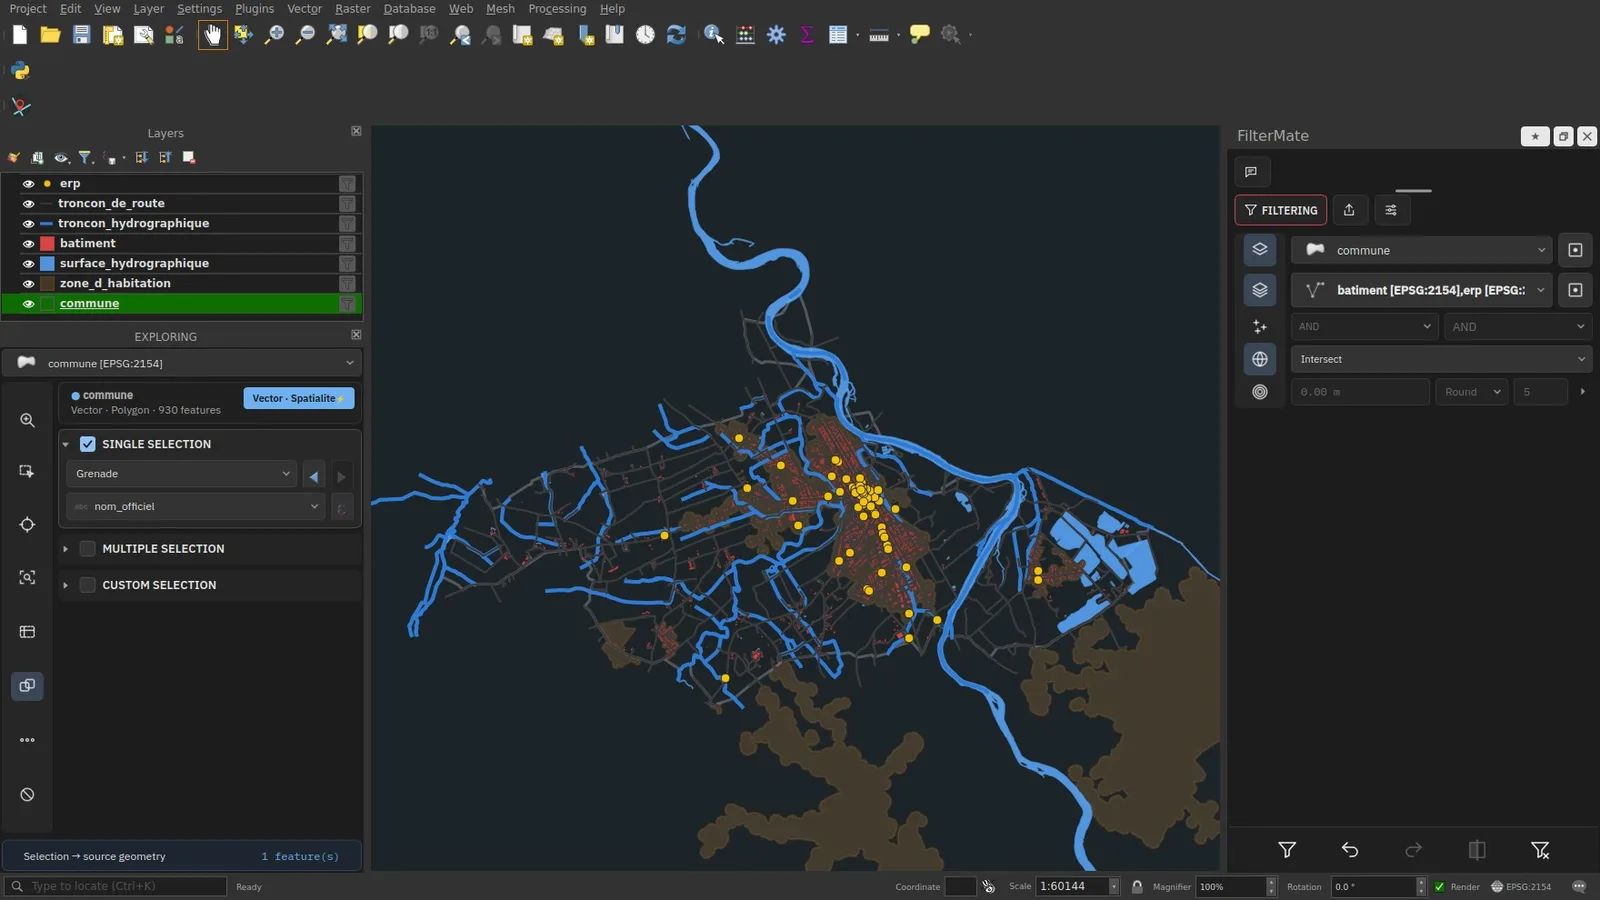 Project Edit View Layer Settings Plugins Vector Raster Database Web Mesh Processing Help
Layers
erp
troncon_de_route
troncon_hydrographique
batiment
surface_hydrographique
zone_d_habitation
commune
EXPLORING
commune [EPSG:2154]
commune
Vector · Polygon · 930 features
Vector · Spatialite⚡
SINGLE SELECTION
Grenade
abc nom_officiel
MULTIPLE SELECTION
CUSTOM SELECTION
Selection → source geometry 1 feature(s)
FilterMate
FILTERING
commune
batiment [EPSG:2154],erp [EPSG:
AND AND
Intersect
0.00 m Round 5
Type to locate (Ctrl+K) Ready Coordinate Scale 1:60144 Magnifier 100% Rotation 0.0 ° Render EPSG:2154